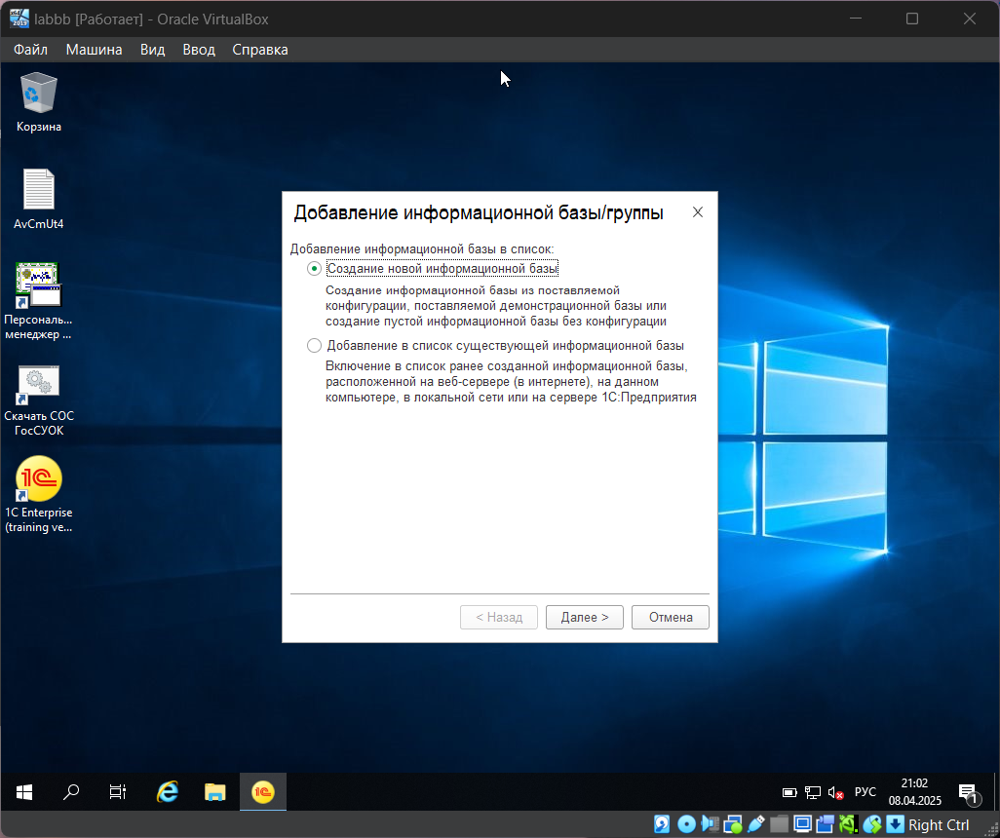 labbb [Работает] - Oracle VirtualBox
Файл Машина Вид Ввод Справка
Корзина
AvCmUt4
Персональ...
менеджер ...
Скачать СОС
ГосСУОК
1C
1C Enterprise
(training ve...
Добавление информационной базы/группы
Добавление информационной базы в список:
Создание новой информационной базы
Создание информационной базы из поставляемой
конфигурации, поставляемой демонстрационной базы или
создание пустой информационной базы без конфигурации
Добавление в список существующей информационной базы
Включение в список ранее созданной информационной базы,
расположенной на веб-сервере (в интернете), на данном
компьютере, в локальной сети или на сервере 1С:Предприятия
< Назад Далее > Отмена
1C
РУС
21:02
08.04.2025
1
Right Ctrl